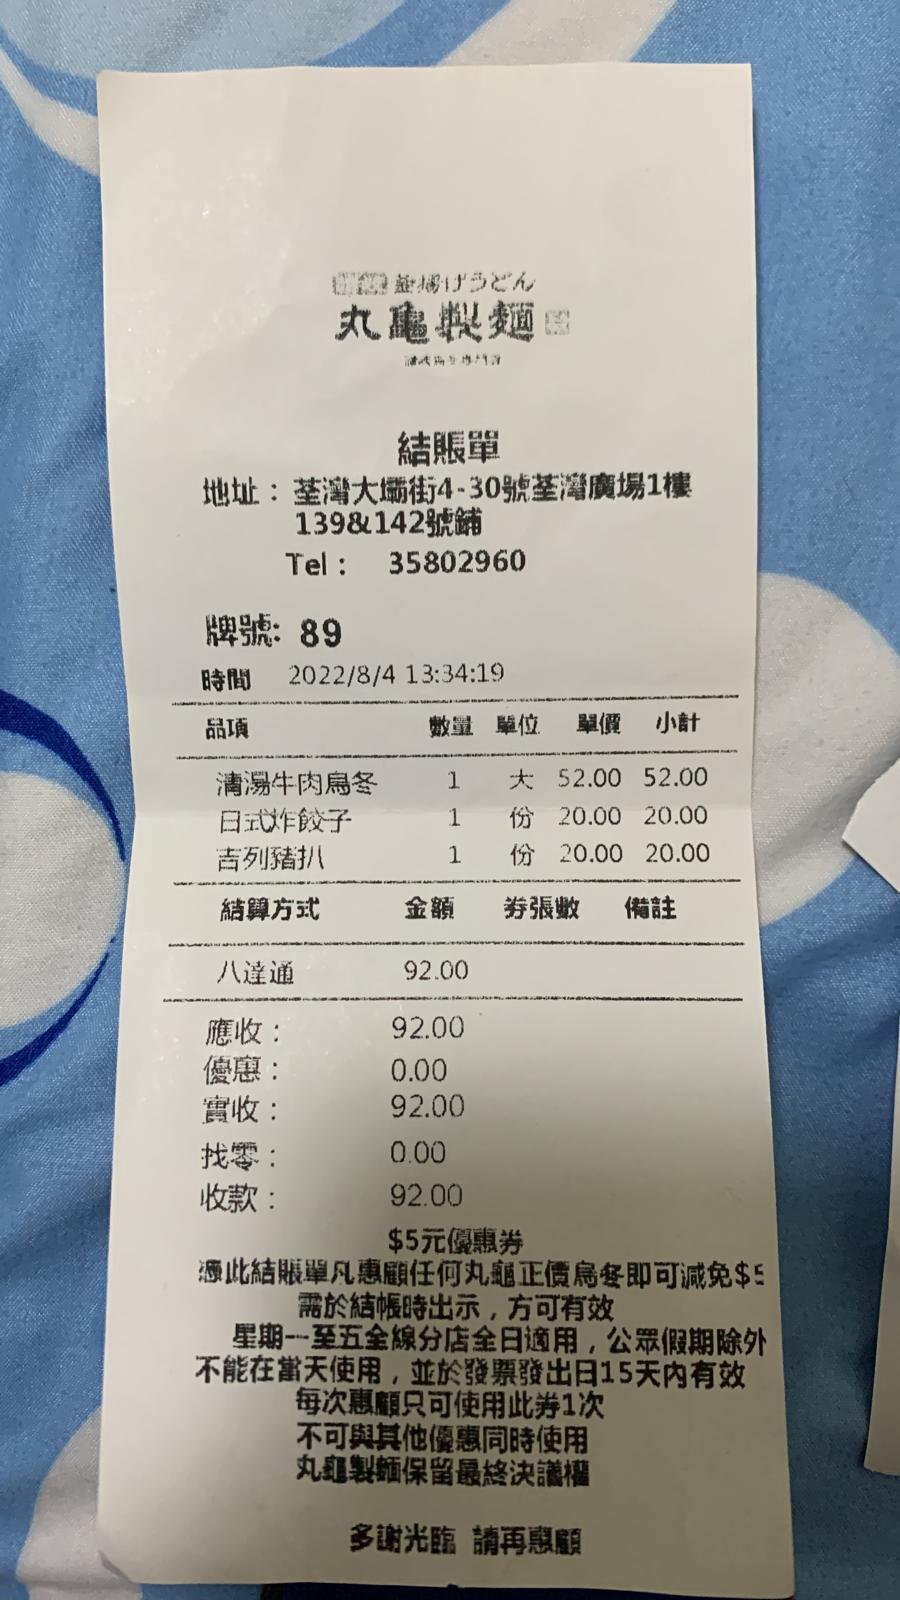 釜揚げうどん
丸亀製麺
結賬單
地址：荃灣大壩街4-30號荃灣廣場1樓
139&142號鋪
Tel： 35802960
牌號: 89
時間 2022/8/4 13:34:19
品項 數量 單位 單價 小計
清湯牛肉烏冬 1 大 52.00 52.00
日式炸餃子 1 份 20.00 20.00
吉列豬扒 1 份 20.00 20.00
結算方式 金額 券張數 備註
八達通 92.00
應收： 92.00
優惠： 0.00
實收： 92.00
找零： 0.00
收款： 92.00
$5元優惠券
憑此結賬單凡惠顧任何丸龜正價烏冬即可減免$5
需於結帳時出示，方可有效
星期一至五全線分店全日適用，公眾假期除外
不能在當天使用，並於發票發出日15天內有效
每次惠顧只可使用此券1次
不可與其他優惠同時使用
丸龜製麵保留最終決議權
多謝光臨 請再惠顧